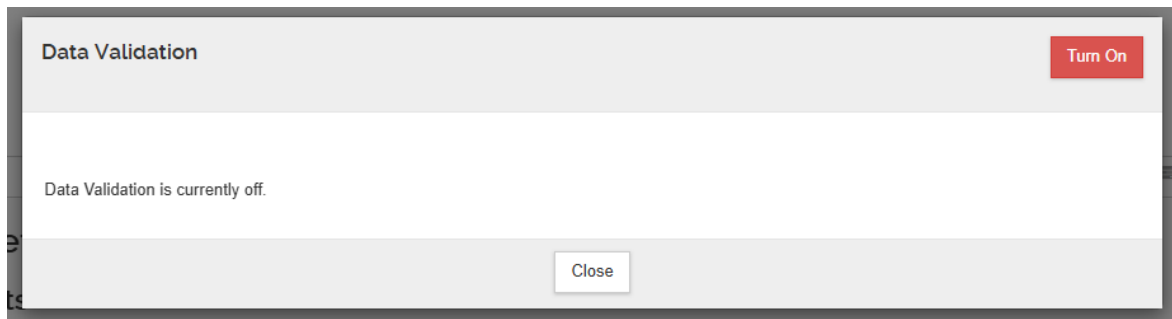 Data Validation
Turn On
Data Validation is currently off.
Close